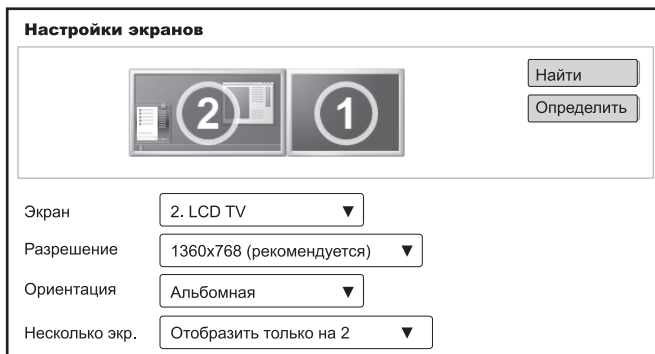 Настройки экранов
2
1
Найти
Определить
Экран
2. LCD TV
Разрешение
1360x768 (рекомендуется)
Ориентация
Альбомная
Несколько экр.
Отобразить только на 2